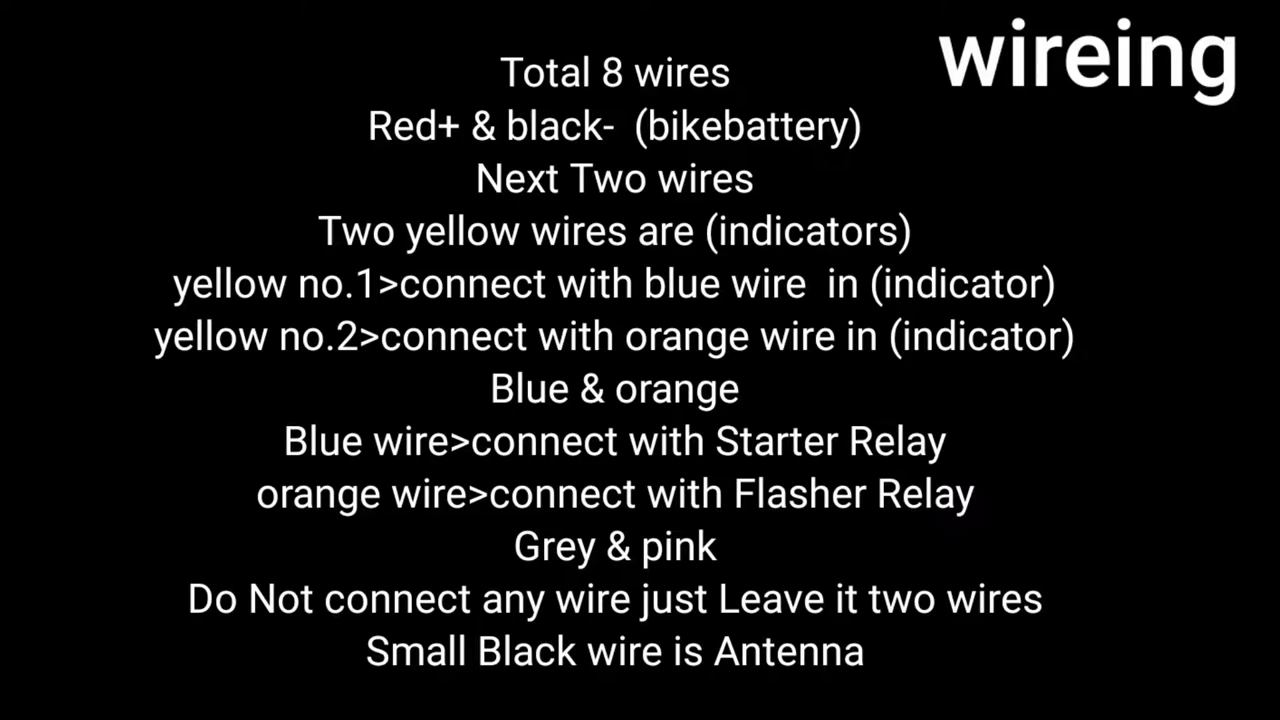 wireing
Total 8 wires
Red+ & black-  (bikebattery)
Next Two wires
Two yellow wires are (indicators)
yellow no.1>connect with blue wire  in (indicator)
yellow no.2>connect with orange wire in (indicator)
Blue & orange
Blue wire>connect with Starter Relay
orange wire>connect with Flasher Relay
Grey & pink
Do Not connect any wire just Leave it two wires
Small Black wire is Antenna